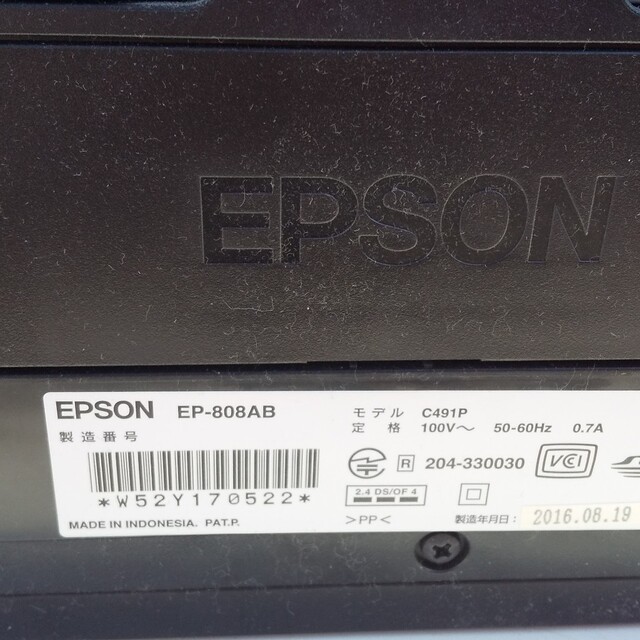 EPSON
EPSON EP-808AB
モデル C491P
製造番号
定格 100V～ 50-60Hz 0.7A
*W52Y170522*
R 204-330030
VCI
2.4 DS/OF 4
MADE IN INDONESIA. PAT.P.
>PP<
製造年月日: 2016.08.19